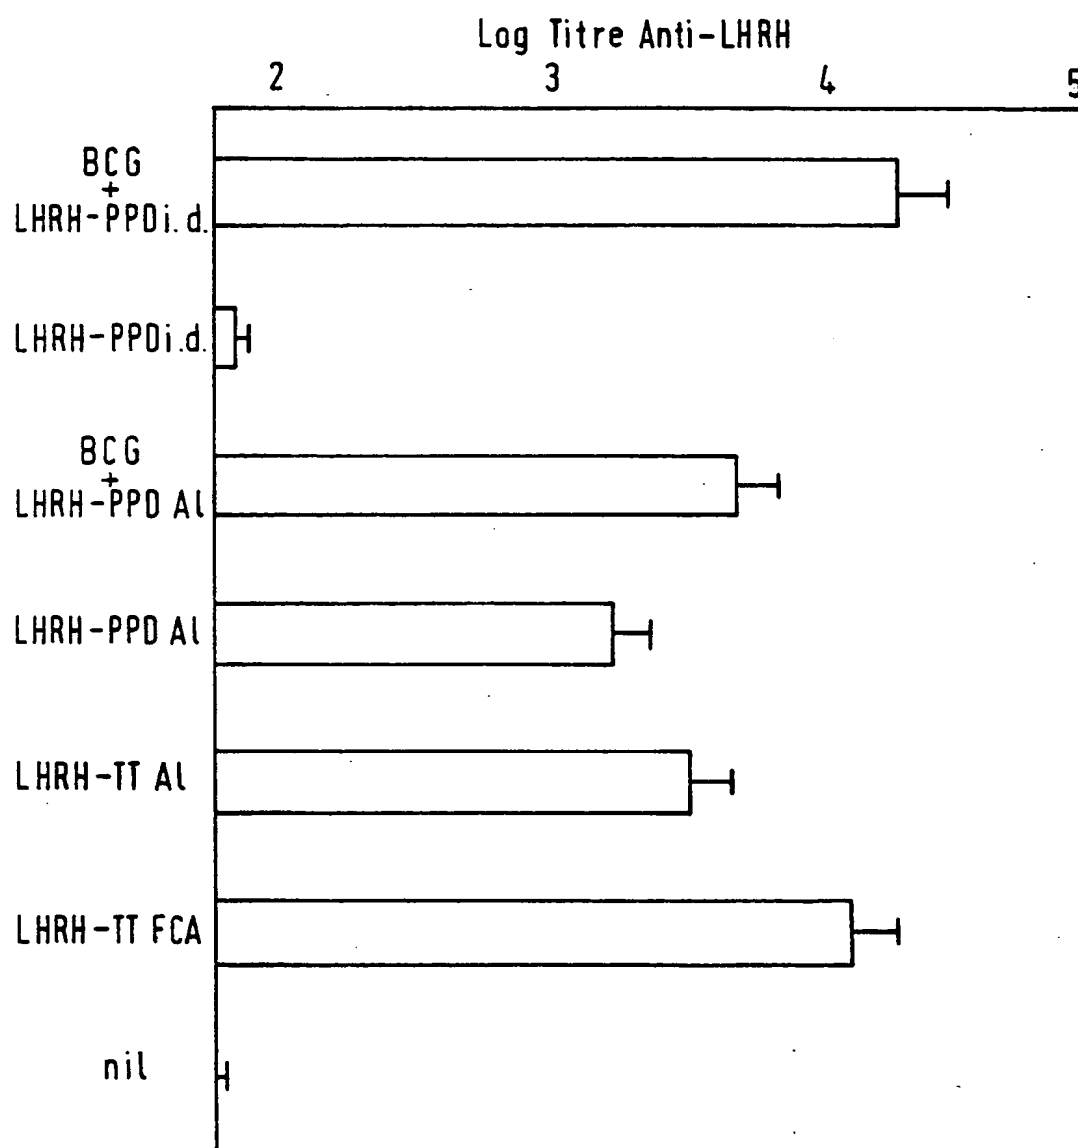 Log Titre Anti-LHRH
2 3 4 5
BCG
+
LHRH-PPDi.d.
LHRH-PPDi.d.
BCG
+
LHRH-PPD Al
LHRH-PPD Al
LHRH-TT Al
LHRH-TT FCA
nil